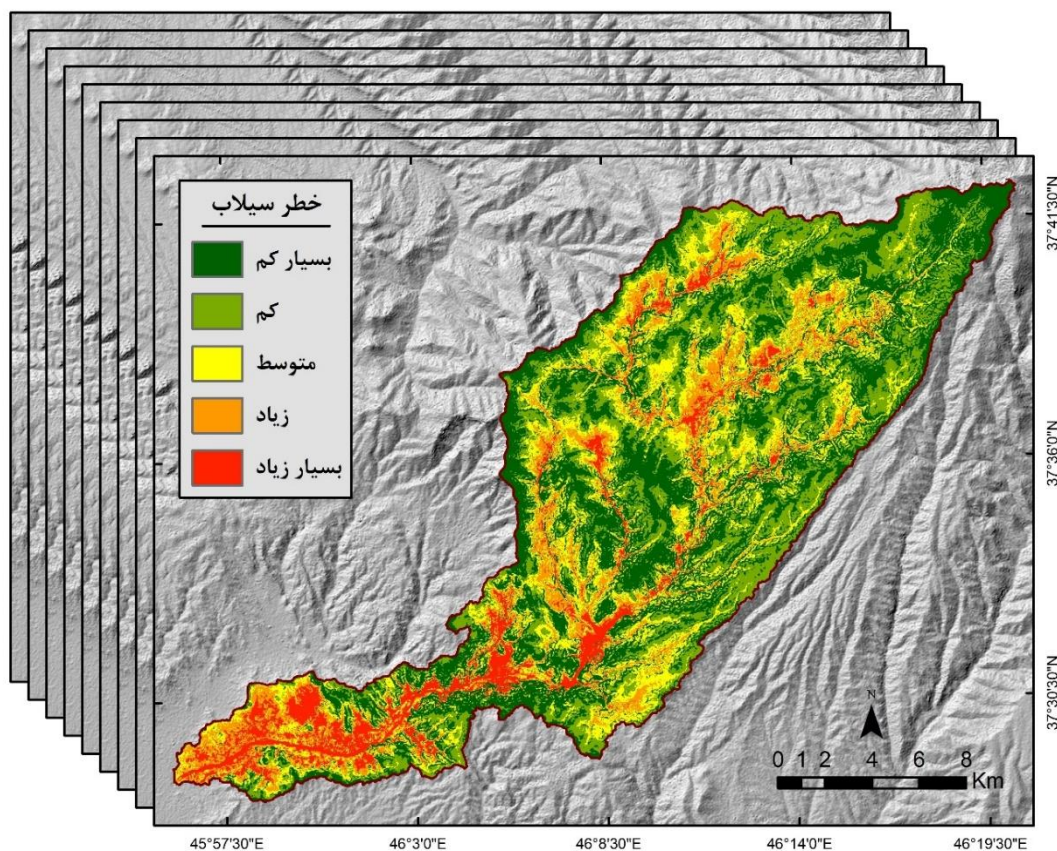 خطر سیلاب
بسیار کم
کم
متوسط
زیاد
بسیار زیاد
37°41'30"N
37°36'0"N
37°30'30"N
N
0 1 2 4 6 8
Km
45°57'30"E 46°3'0"E 46°8'30"E 46°14'0"E 46°19'30"E